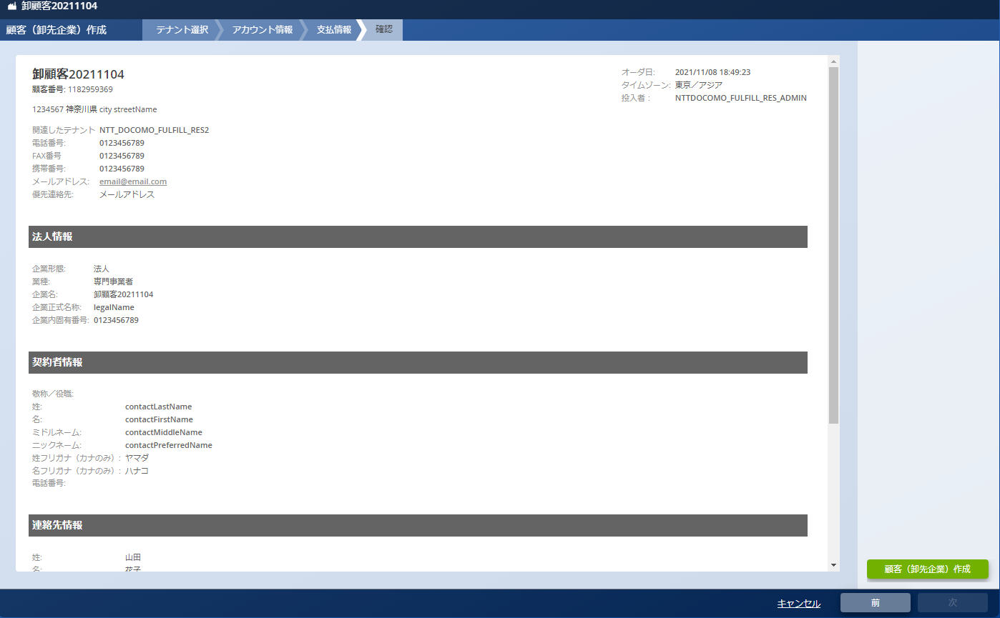 卸顧客20211104
顧客（卸先企業）作成
テナント選択
アカウント情報
支払情報
確認
卸顧客20211104
顧客番号: 1182959369
1234567 神奈川県 city streetName
オーダ日: 2021/11/08 18:49:23
タイムゾーン: 東京／アジア
投入者： NTTDOCOMO_FULFILL_RES_ADMIN
関連したテナント NTT_DOCOMO_FULFILL_RES2
電話番号: 0123456789
FAX番号 0123456789
携帯番号: 0123456789
メールアドレス: email@email.com
優先連絡先: メールアドレス
法人情報
企業形態: 法人
業種: 専門事業者
企業名: 卸顧客20211104
企業正式名称: legalName
企業内固有番号: 0123456789
契約者情報
敬称／役職:
姓: contactLastName
名: contactFirstName
ミドルネーム: contactMiddleName
ニックネーム: contactPreferredName
姓フリガナ（カナのみ）: ヤマダ
名フリガナ（カナのみ）: ハナコ
電話番号:
連絡先情報
姓: 山田
名: 花子
顧客（卸先企業）作成
キャンセル
前
次